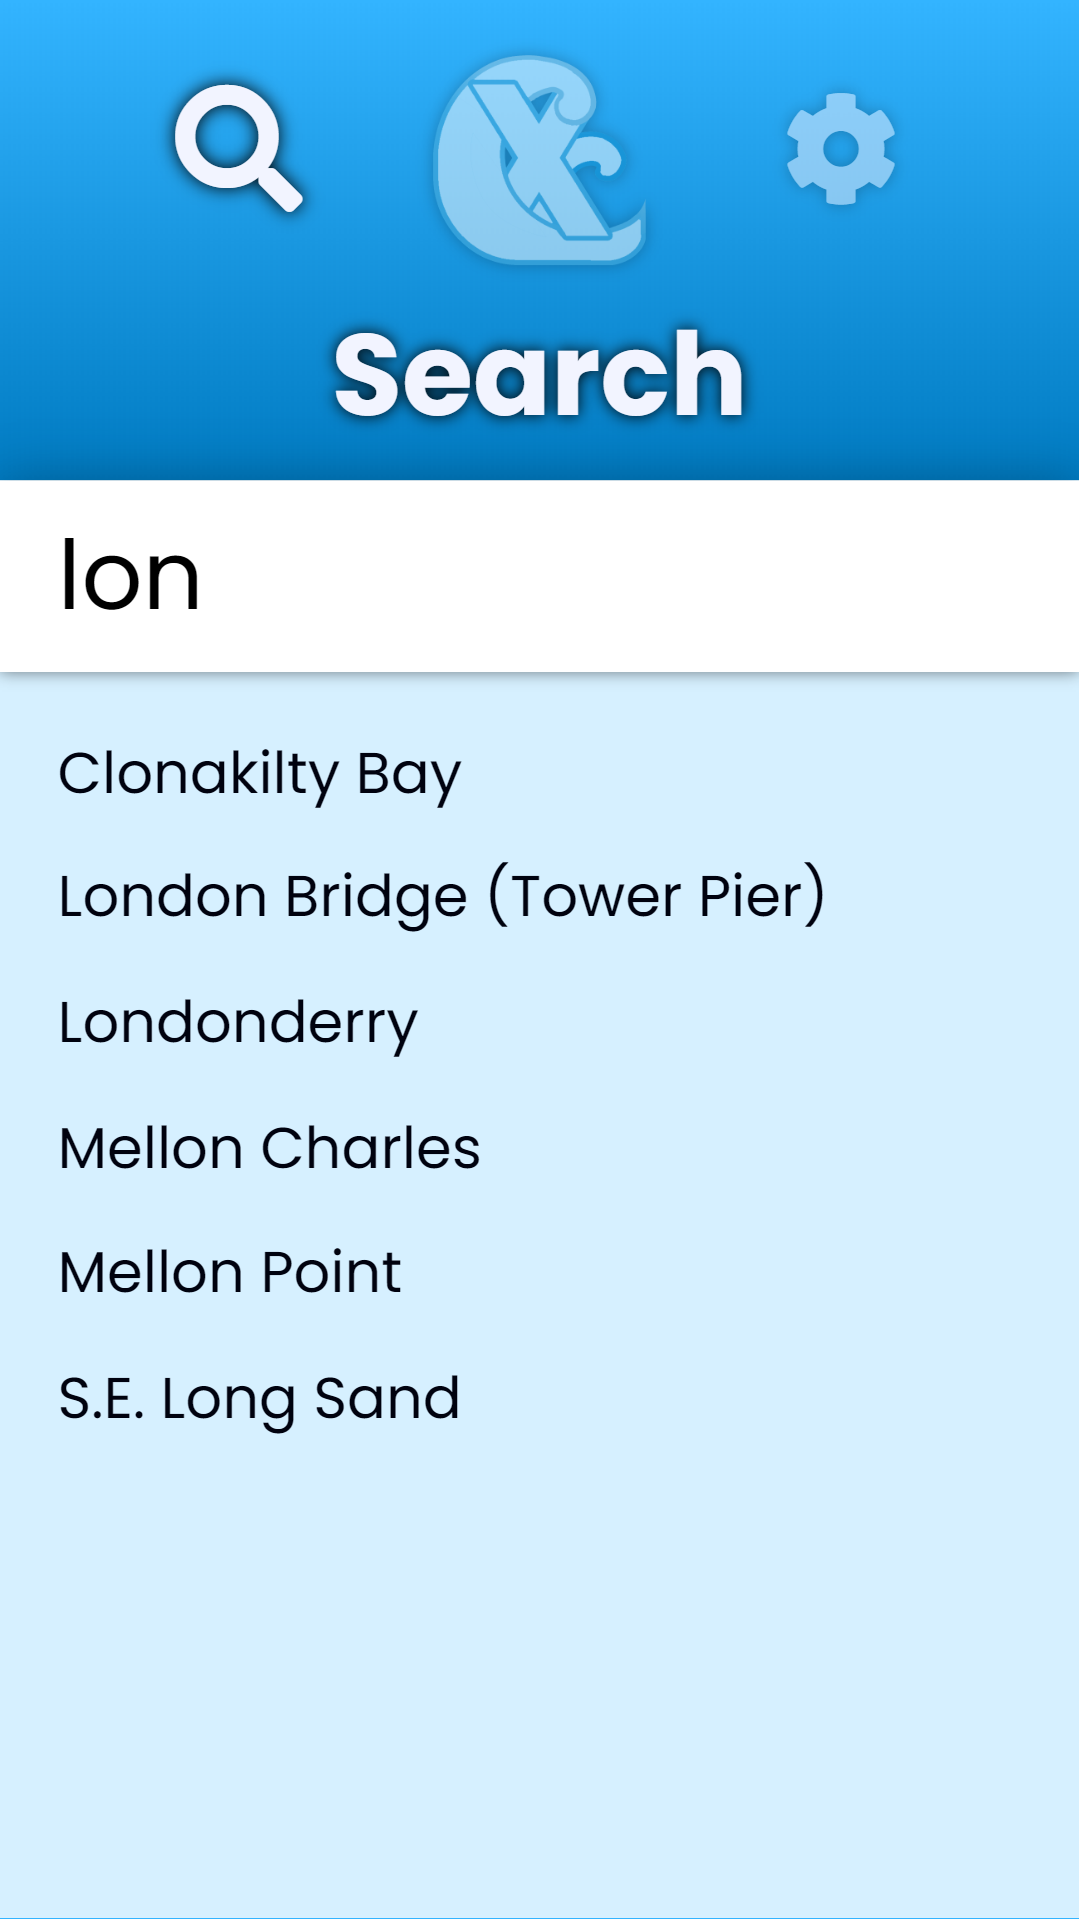 Search
lon
Clonakilty Bay
London Bridge (Tower Pier)
Londonderry
Mellon Charles
Mellon Point
S.E. Long Sand